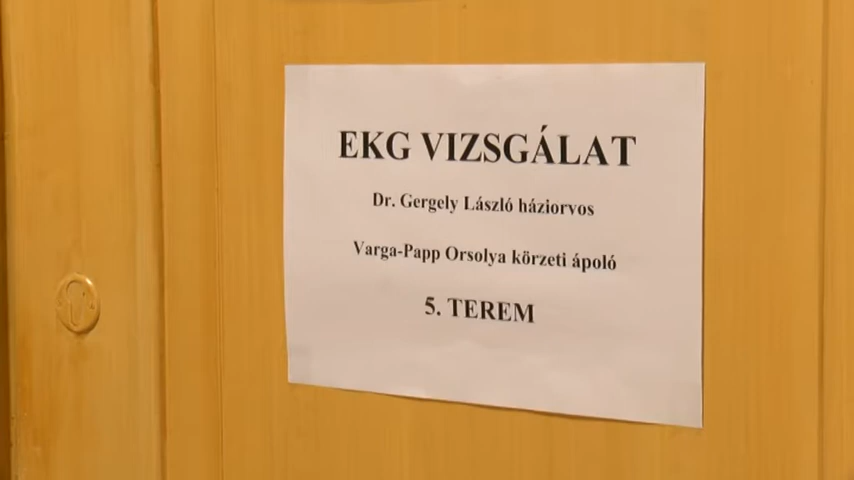 EKG VIZSGÁLAT
Dr. Gergely László háziorvos
Varga-Papp Orsolya körzeti ápoló
5. TEREM